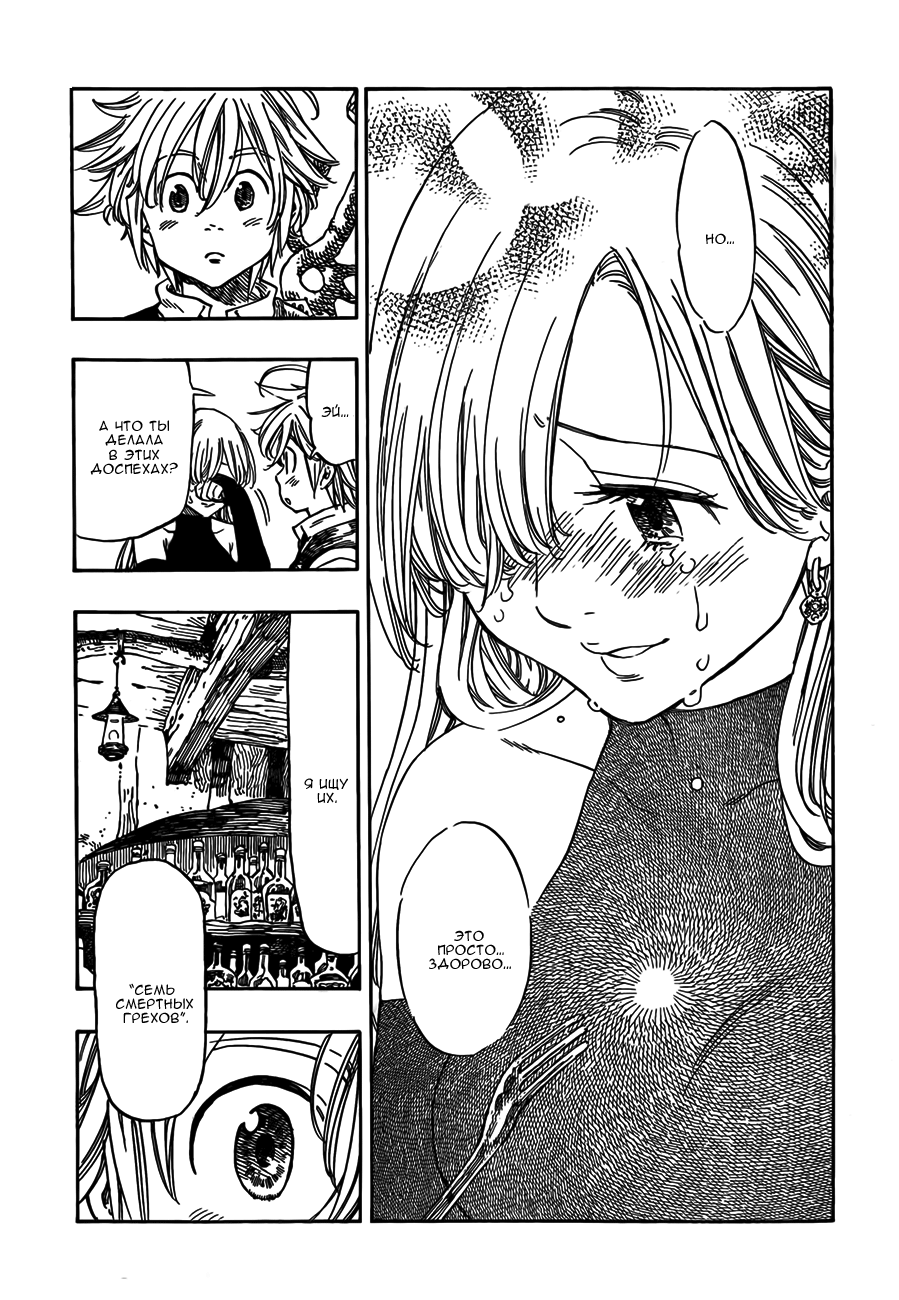 НО...
ЭТО
ПРОСТО...
ЗДОРОВО...
ЭЙ...
А ЧТО ТЫ
ДЕЛАЛА
В ЭТИХ
ДОСПЕХАХ?
Я ИЩУ
ИХ.
"СЕМЬ
СМЕРТНЫХ
ГРЕХОВ".